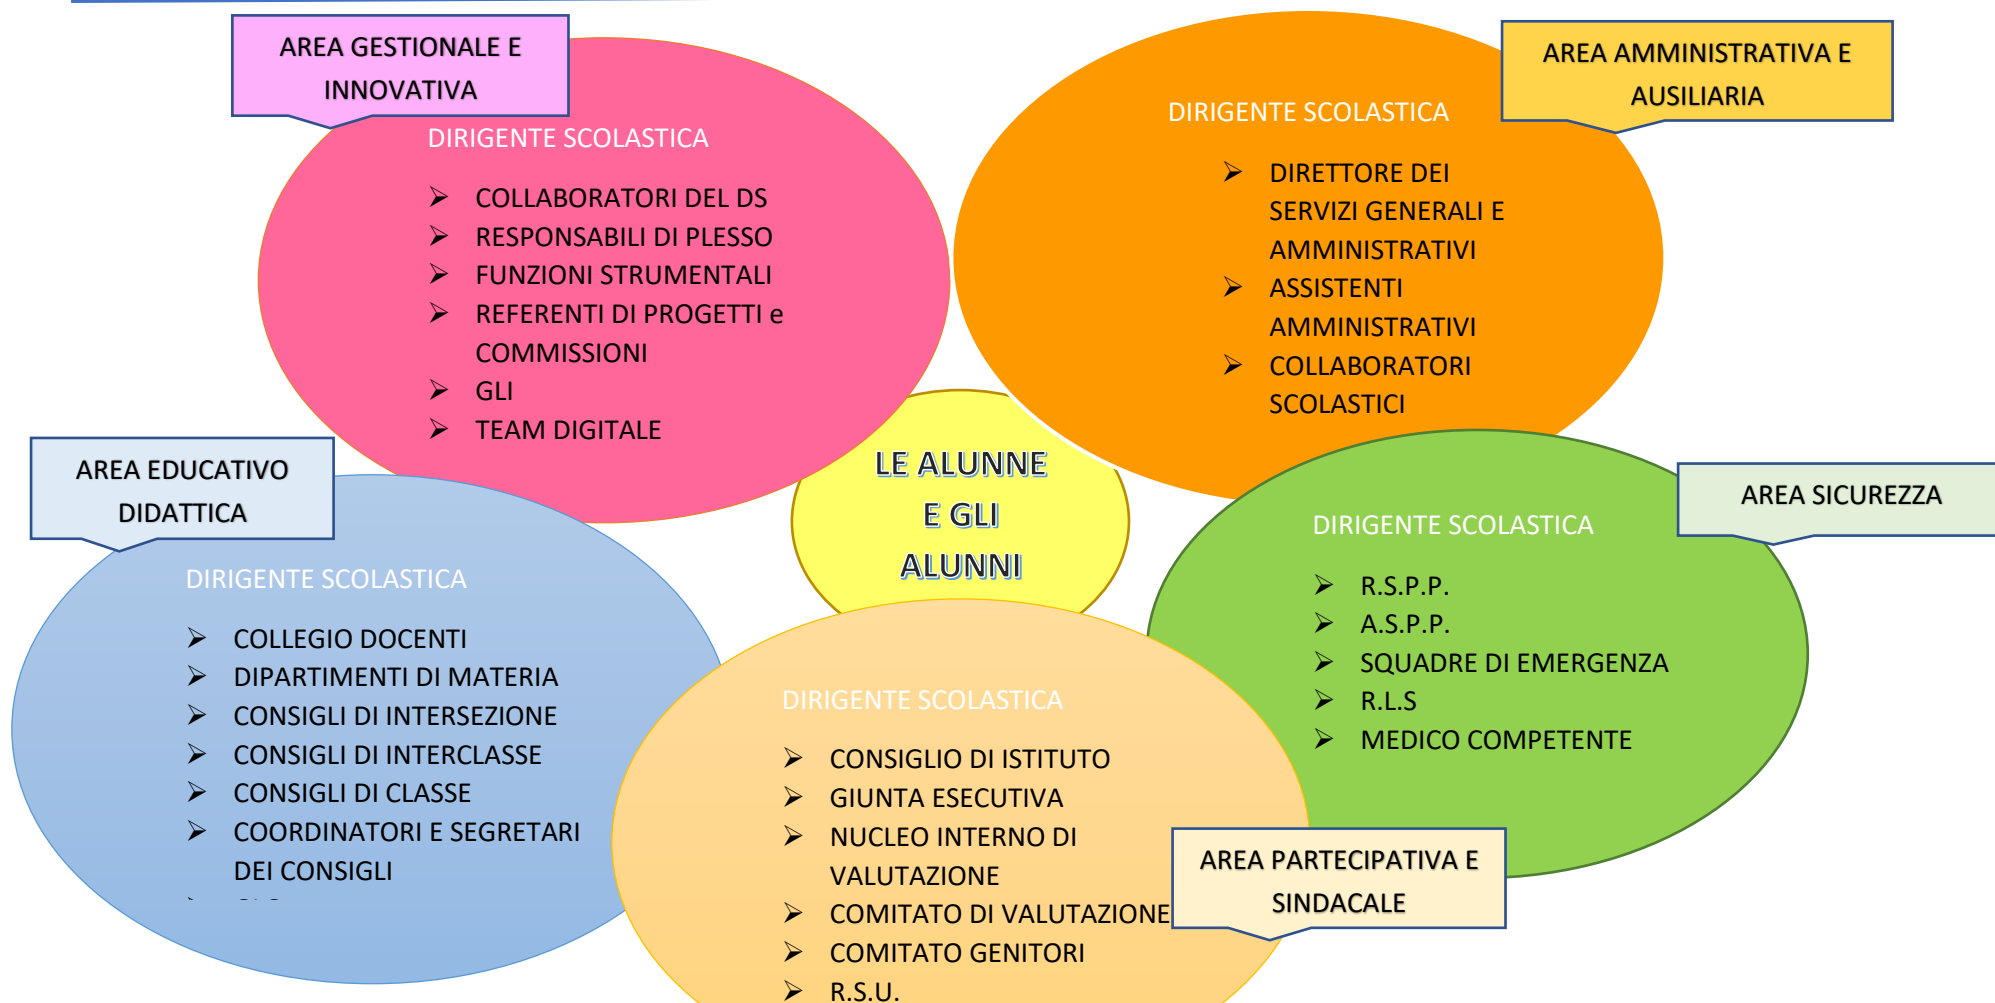 AREA GESTIONALE E
INNOVATIVA
DIRIGENTE SCOLASTICA
➢ COLLABORATORI DEL DS
➢ RESPONSABILI DI PLESSO
➢ FUNZIONI STRUMENTALI
➢ REFERENTI DI PROGETTI e
COMMISSIONI
➢ GLI
➢ TEAM DIGITALE
AREA AMMINISTRATIVA E
AUSILIARIA
DIRIGENTE SCOLASTICA
➢ DIRETTORE DEI
SERVIZI GENERALI E
AMMINISTRATIVI
➢ ASSISTENTI
AMMINISTRATIVI
➢ COLLABORATORI
SCOLASTICI
LE ALUNNE
E GLI
ALUNNI
AREA EDUCATIVO
DIDATTICA
DIRIGENTE SCOLASTICA
➢ COLLEGIO DOCENTI
➢ DIPARTIMENTI DI MATERIA
➢ CONSIGLI DI INTERSEZIONE
➢ CONSIGLI DI INTERCLASSE
➢ CONSIGLI DI CLASSE
➢ COORDINATORI E SEGRETARI
DEI CONSIGLI
AREA SICUREZZA
DIRIGENTE SCOLASTICA
➢ R.S.P.P.
➢ A.S.P.P.
➢ SQUADRE DI EMERGENZA
➢ R.L.S
➢ MEDICO COMPETENTE
AREA PARTECIPATIVA E
SINDACALE
DIRIGENTE SCOLASTICA
➢ CONSIGLIO DI ISTITUTO
➢ GIUNTA ESECUTIVA
➢ NUCLEO INTERNO DI
VALUTAZIONE
➢ COMITATO DI VALUTAZIONE
➢ COMITATO GENITORI
➢ R.S.U.